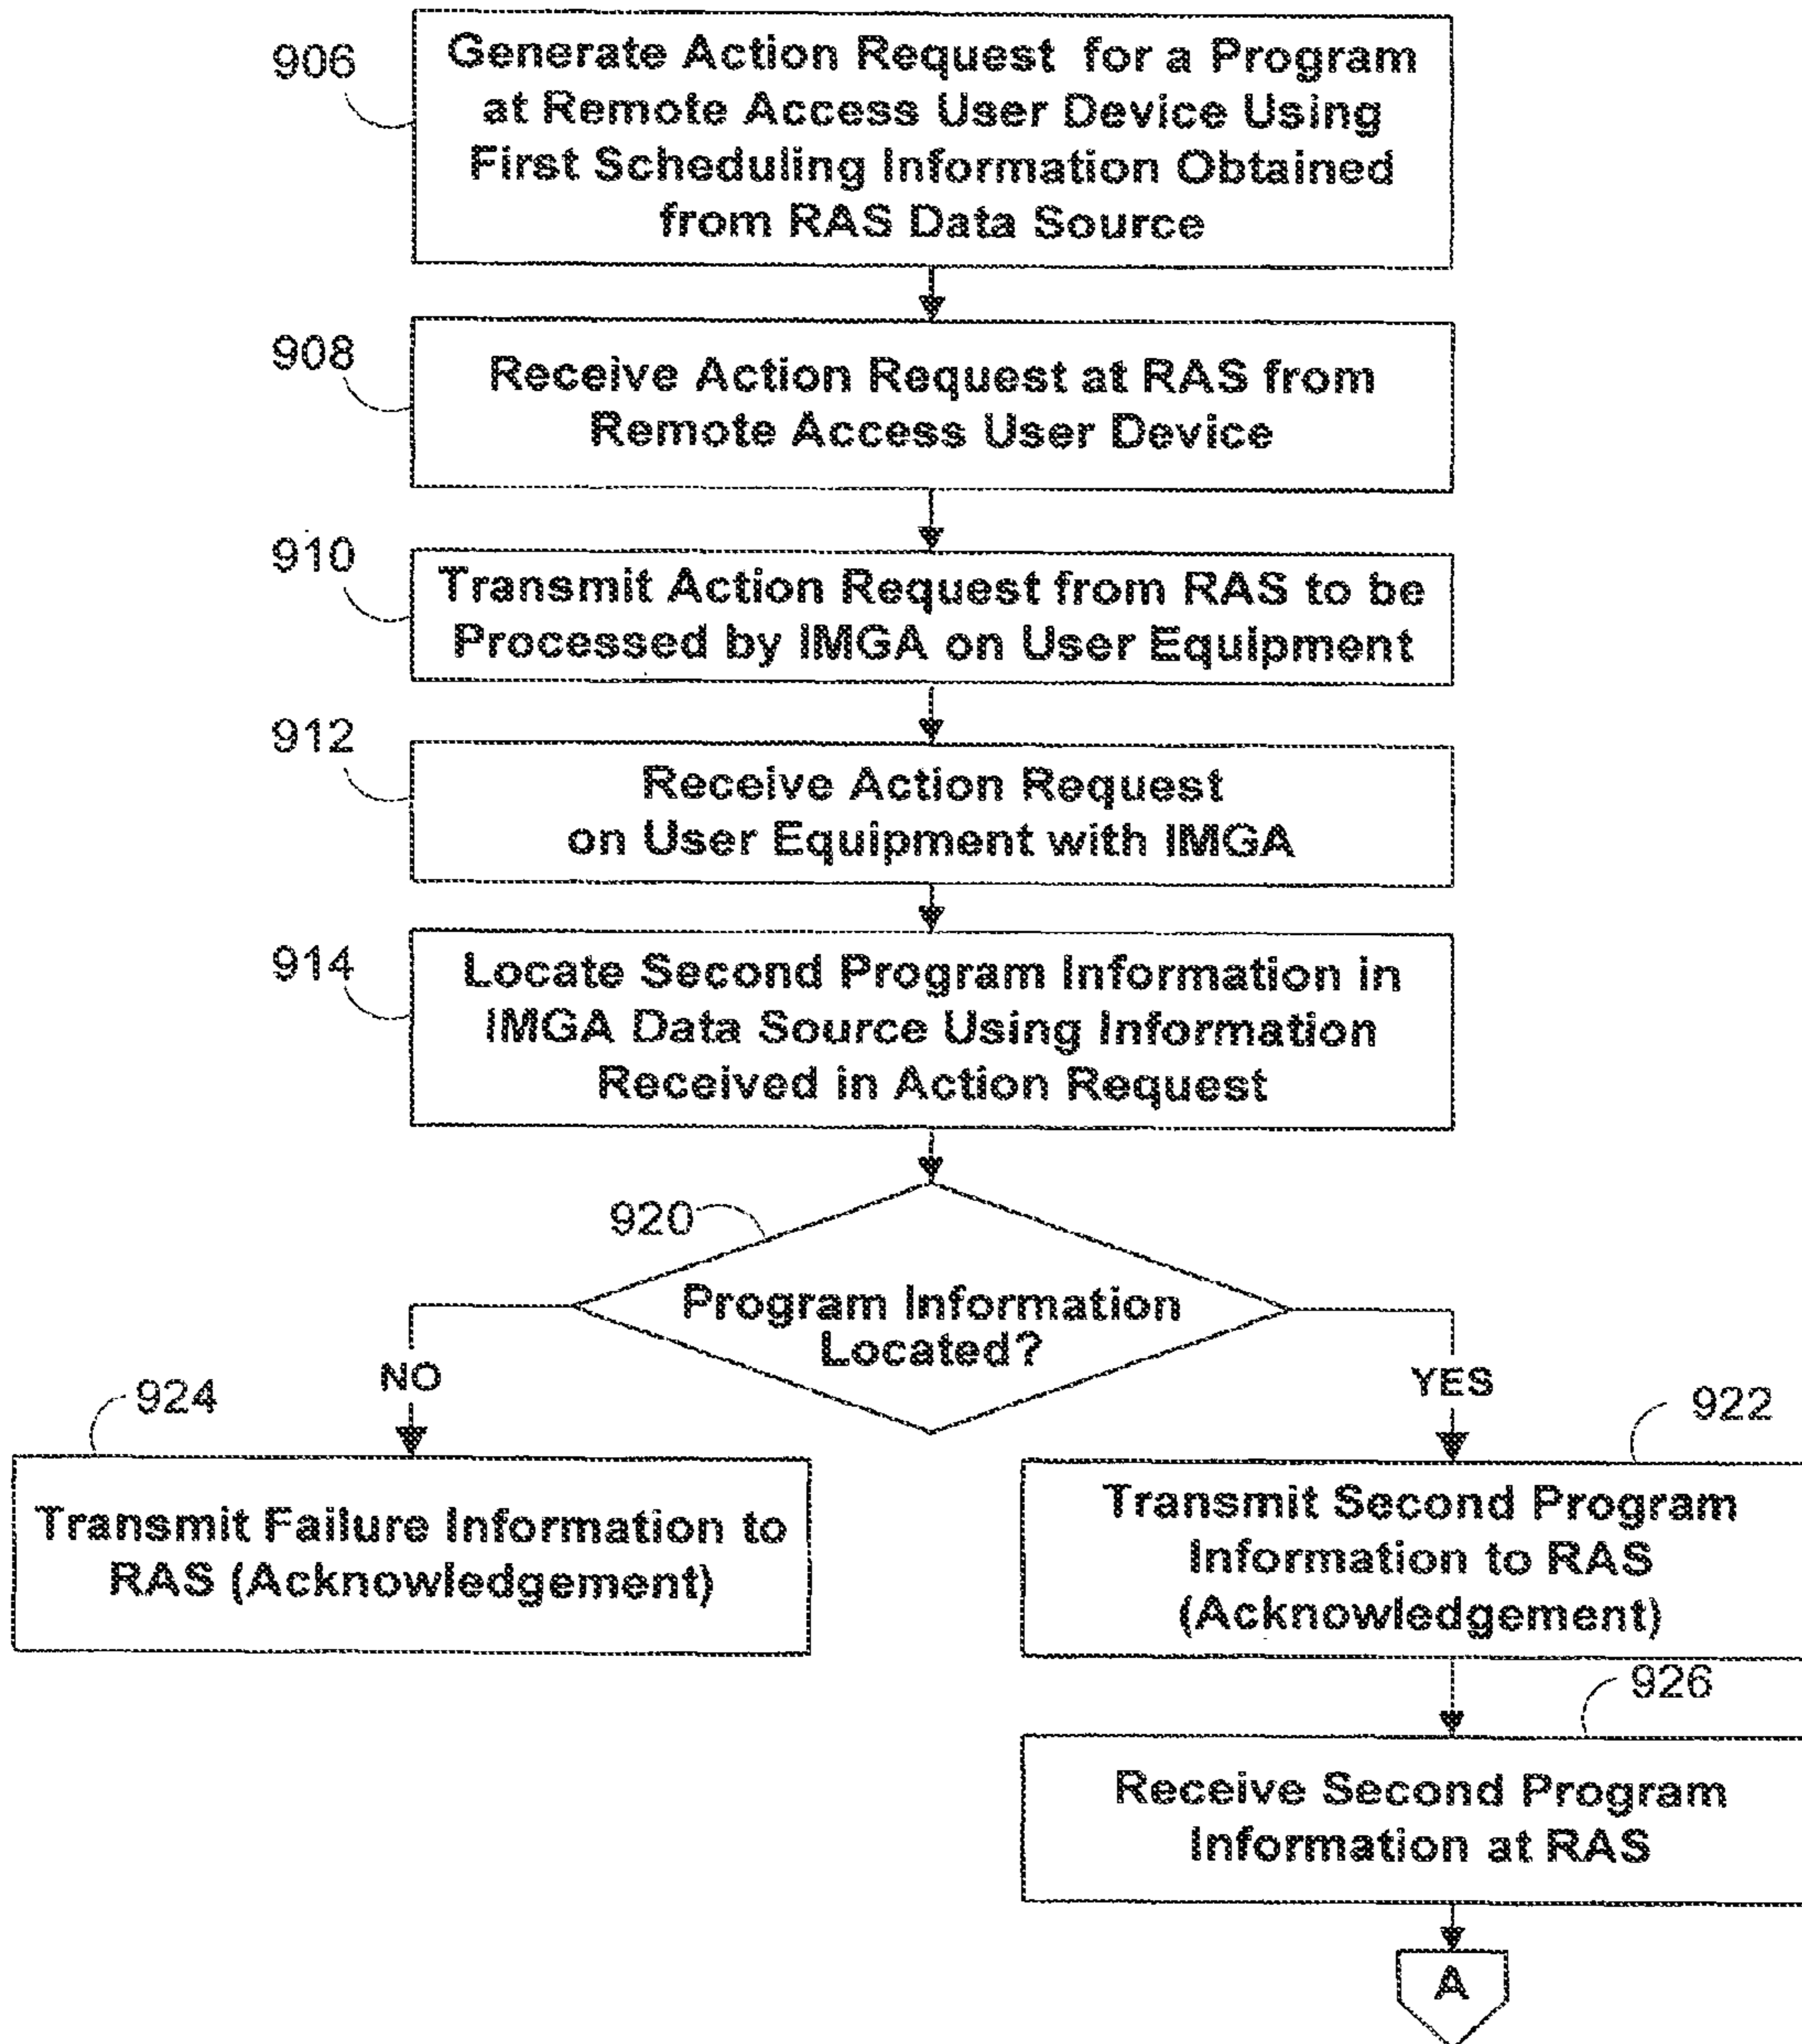 906
Generate Action Request for a Program
at Remote Access User Device Using
First Scheduling Information Obtained
from RAS Data Source
908
Receive Action Request at RAS from
Remote Access User Device
910
Transmit Action Request from RAS to be
Processed by IMGA on User Equipment
912
Receive Action Request
on User Equipment with IMGA
914
Locate Second Program Information in
IMGA Data Source Using Information
Received in Action Request
920
Program Information
Located?
NO
YES
924
Transmit Failure Information to
RAS (Acknowledgement)
922
Transmit Second Program
Information to RAS
(Acknowledgement)
926
Receive Second Program
Information at RAS
A